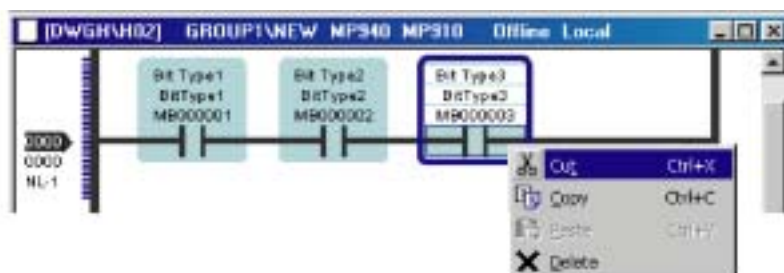 [DWGH\H02] GROUP1\NEW MP940 MP910 Offline Local
Bit Type1 Bit Type2 Bit Type3
BitType1 BitType2 BitType3
MB000001 MB000002 MB000003
0000
0000
NL-1
Cut Ctrl+X
Copy Ctrl+C
Paste Ctrl+V
Delete